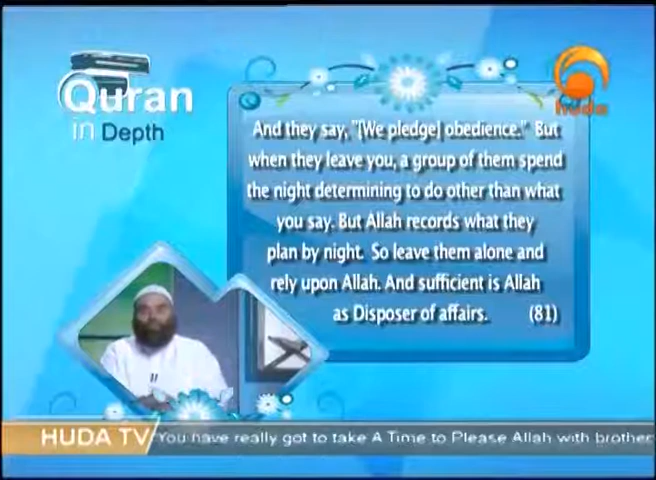 Quran
in Depth
huda
And they say, "[We pledge] obedience." But
when they leave you, a group of them spend
the night determining to do other than what
you say. But Allah records what they
plan by night. So leave them alone and
rely upon Allah. And sufficient is Allah
as Disposer of affairs. (81)
HUDA TV
You have really got to take A Time to Please Allah with brother